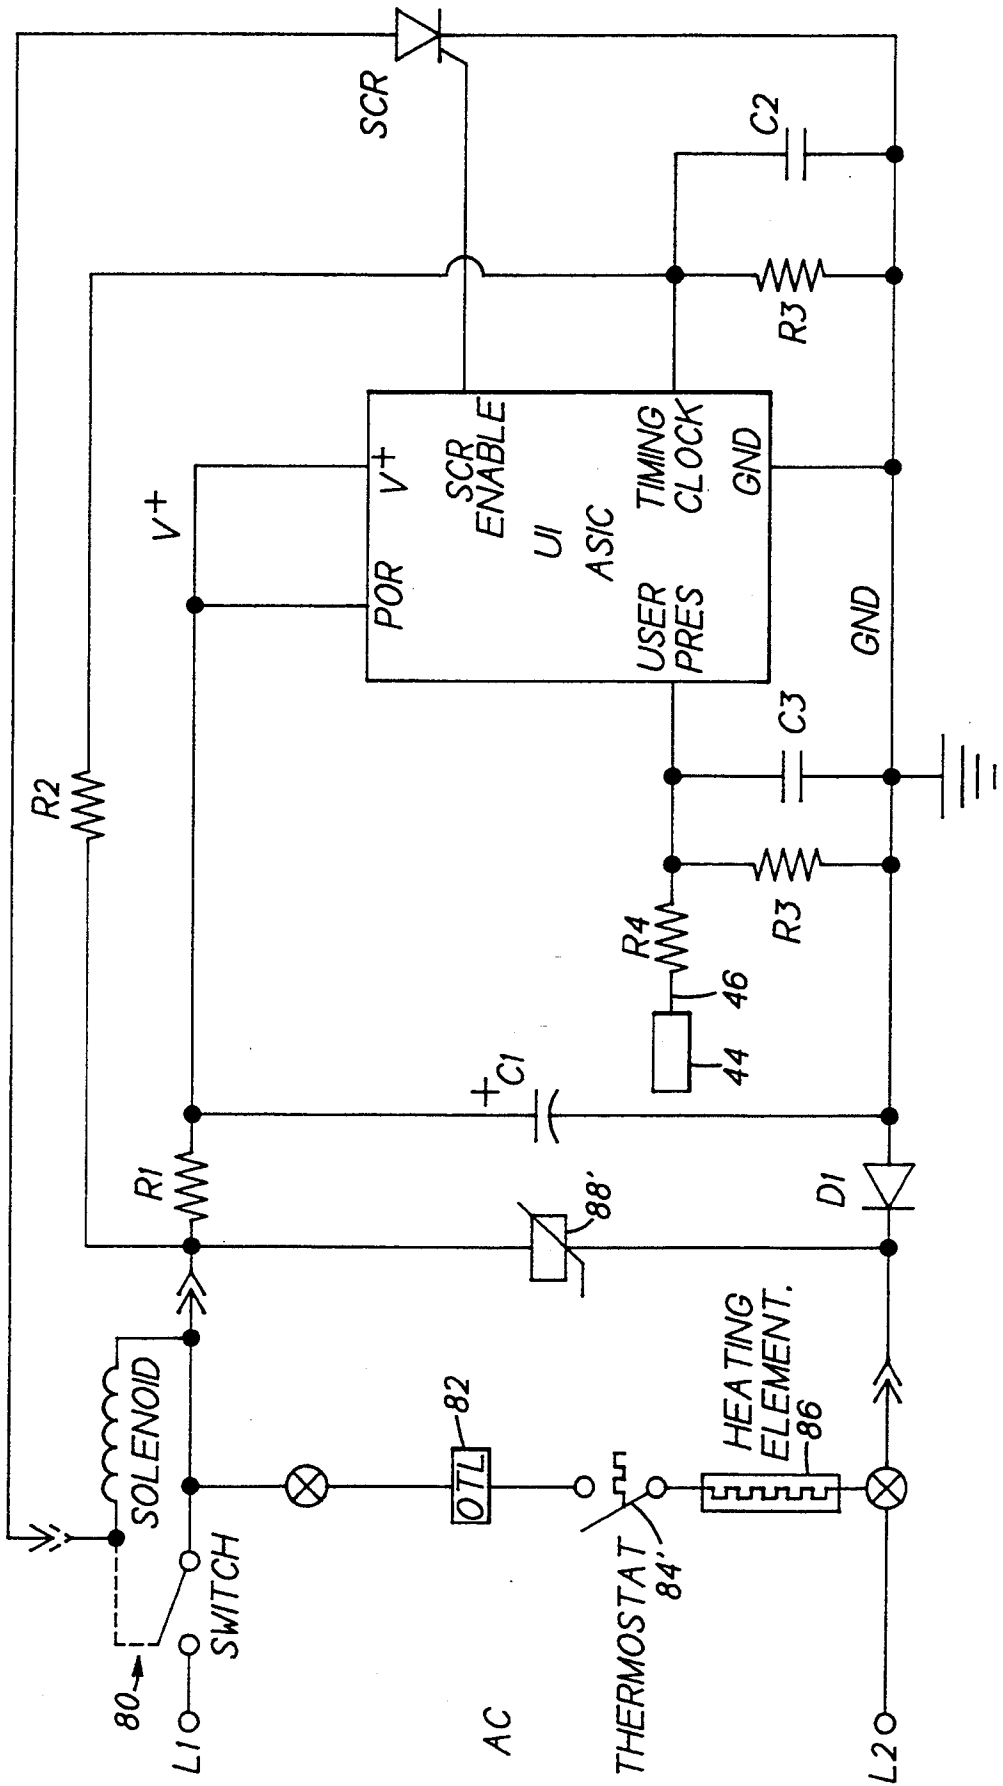 SCR
C2
R2
V+
V+
POR
SCR
ENABLE
UI
ASIC
TIMING
CLOCK
USER
PRES
GND
R3
GND
C3
R4
R3
46
44
+
C1
R1
88'
D1
SOLENOID
SWITCH
80
L1
AC
OTL
82
THERMOSTAT
84'
HEATING
ELEMENT.
86
L2